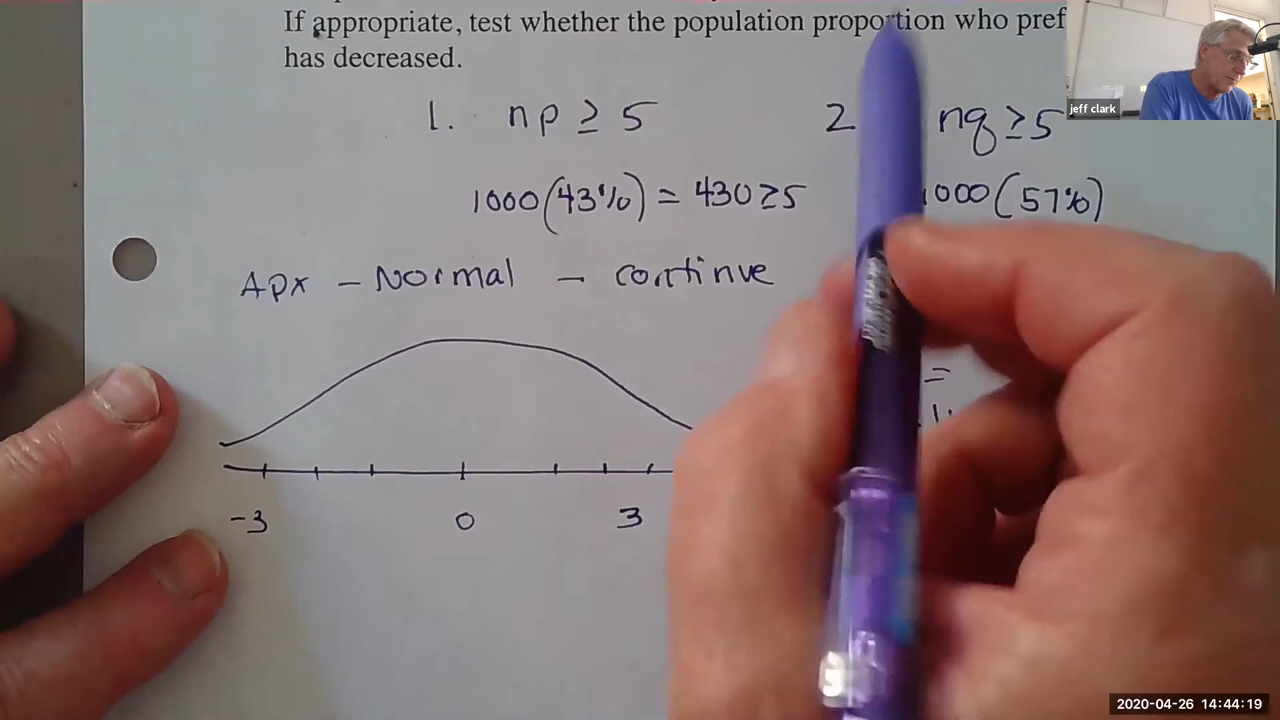 If appropriate, test whether the population proportion who pref
has decreased.
1. np ≥ 5
2 nq ≥ 5
1000(43%) = 430 ≥ 5
1000(57%)
Apx - Normal - continue
=
-3 0 3
jeff clark
2020-04-26 14:44:19